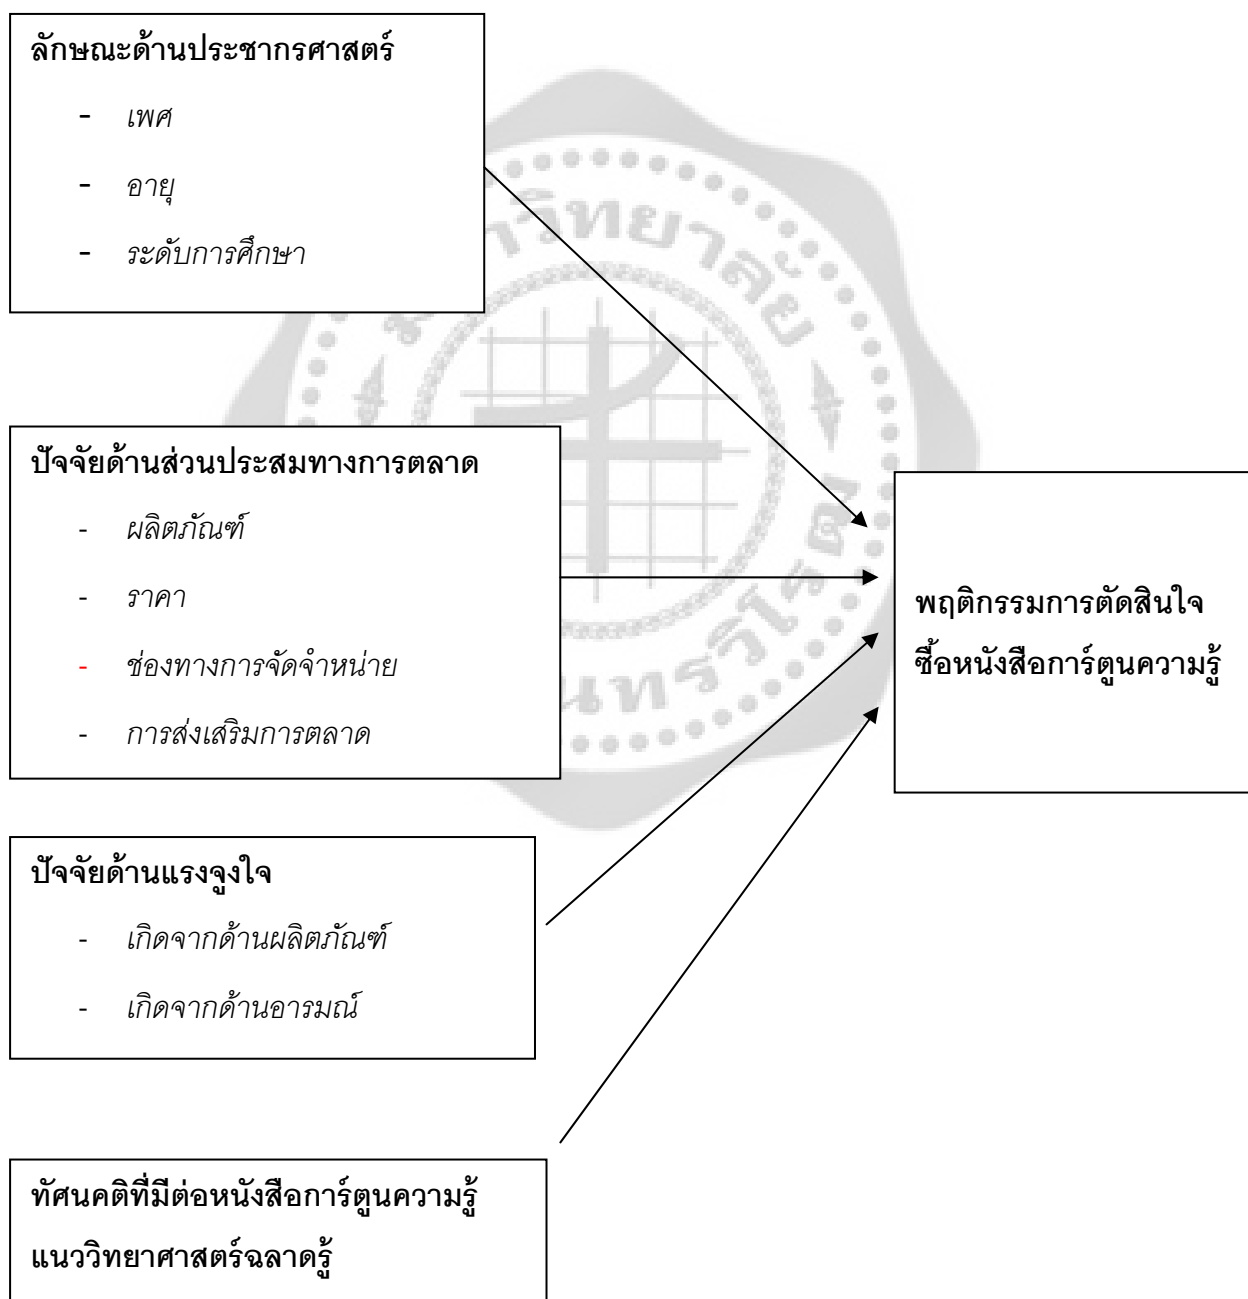 ลักษณะด้านประชากรศาสตร์
- เพศ
- อายุ
- ระดับการศึกษา
ปัจจัยด้านส่วนประสมทางการตลาด
- ผลิตภัณฑ์
- ราคา
- ช่องทางการจัดจำหน่าย
- การส่งเสริมการตลาด
ปัจจัยด้านแรงจูงใจ
- เกิดจากด้านผลิตภัณฑ์
- เกิดจากด้านอารมณ์
ทัศนคติที่มีต่อหนังสือการ์ตูนความรู้
แนววิทยาศาสตร์ฉลาดรู้
พฤติกรรมการตัดสินใจ
ซื้อหนังสือการ์ตูนความรู้